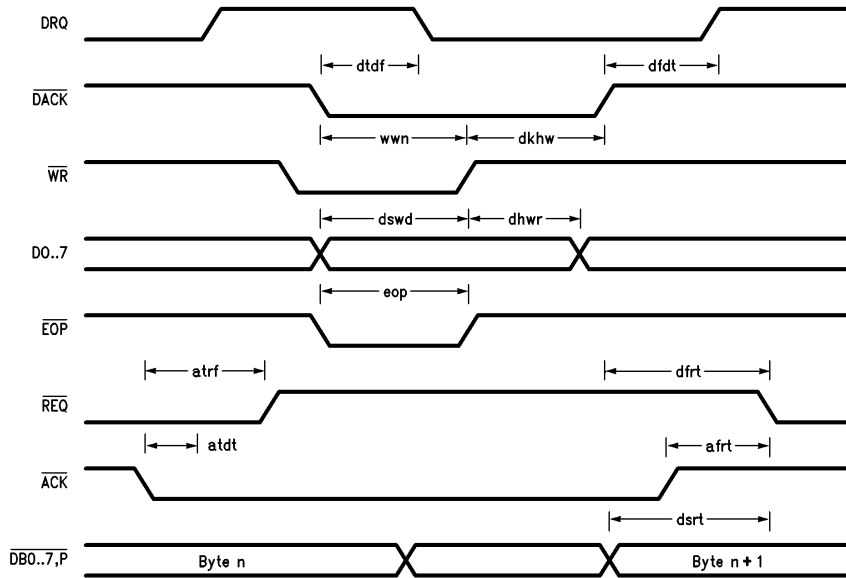 DRQ
dtdf
dfdt
DACK
wwn
dkhw
WR
dswd
dhwr
D0..7
eop
EOP
atrf
dfrt
REQ
atdt
afrt
ACK
dsrt
DB0..7,P
Byte n
Byte n + 1